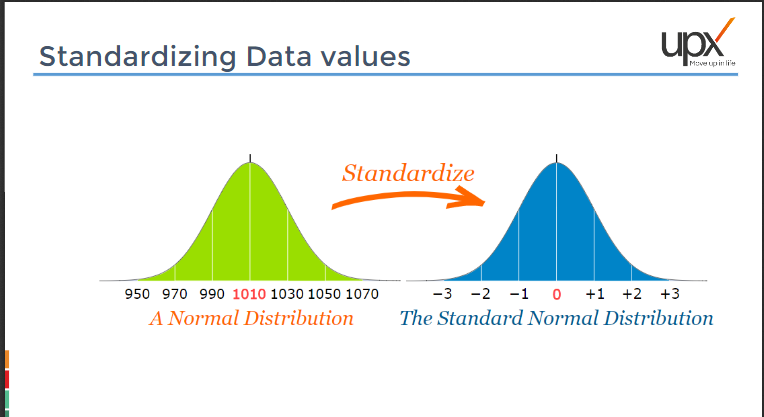 Standardizing Data values
upx
Move up in life
Standardize
950 970 990 1010 1030 1050 1070
−3 −2 −1 0 +1 +2 +3
A Normal Distribution
The Standard Normal Distribution